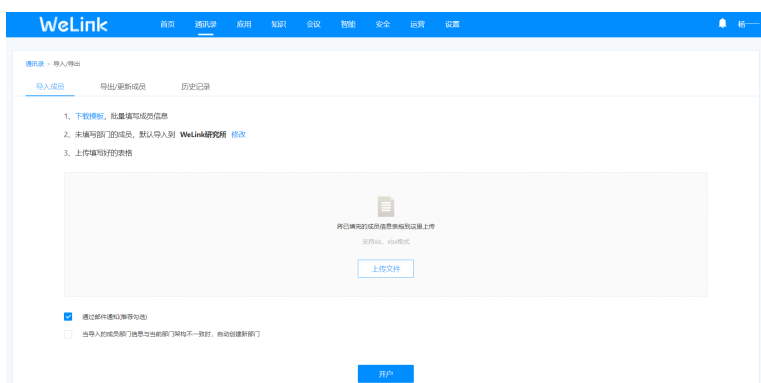 WeLink 首页 通讯录 应用 知识 会议 智能 安全 运营 设置 杨一一
通讯录 > 导入/导出
导入成员 导出/更新成员 历史记录
1、下载模板，批量填写成员信息
2、未填写部门的成员，默认导入到 WeLink研究所 修改
3、上传填写好的表格
将已填充的成员信息表拖到这里上传
支持xls、xlsx格式
上传文件
通过邮件通知(推荐勾选)
当导入的成员部门信息与当前部门架构不一致时，自动创建新部门
开户